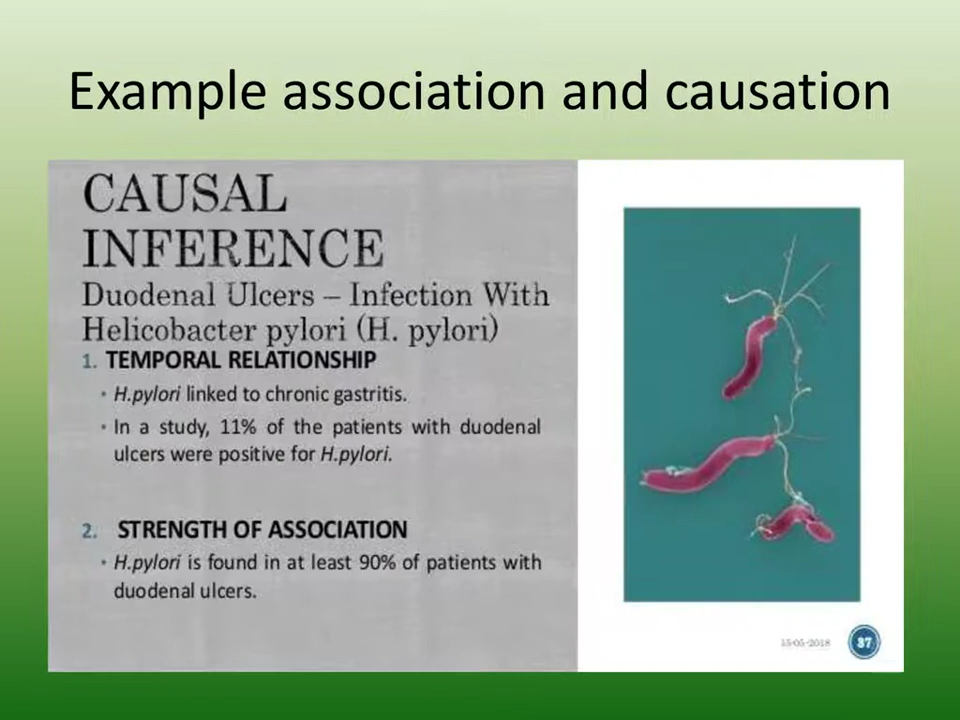 Example association and causation
CAUSAL
INFERENCE
Duodenal Ulcers – Infection With
Helicobacter pylori (H. pylori)
1. TEMPORAL RELATIONSHIP
• H.pylori linked to chronic gastritis.
• In a study, 11% of the patients with duodenal
ulcers were positive for H.pylori.
2. STRENGTH OF ASSOCIATION
• H.pylori is found in at least 90% of patients with
duodenal ulcers.
15-05-2018
37